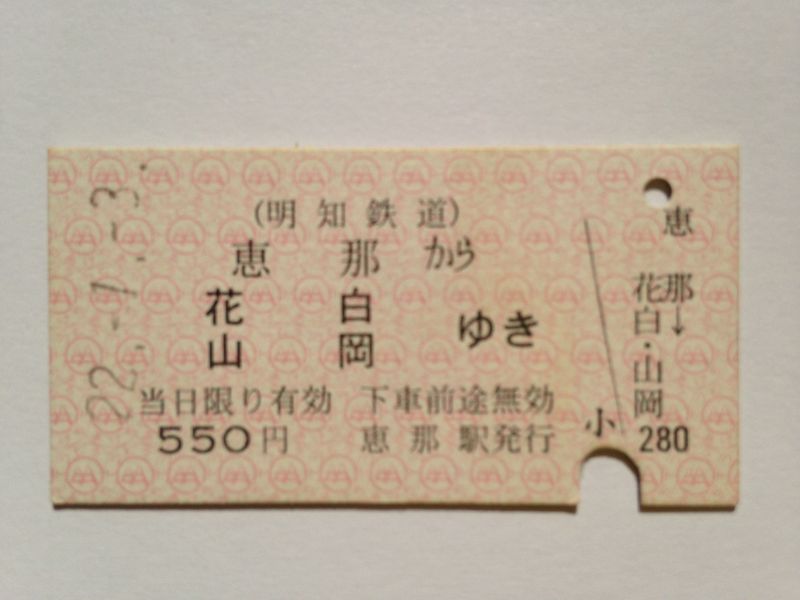 22.-1.-3.
(明知鉄道)
恵那から
花白
山岡
ゆき
当日限り有効 下車前途無効
550円 恵那駅発行
小
恵那→
花白・山岡
280